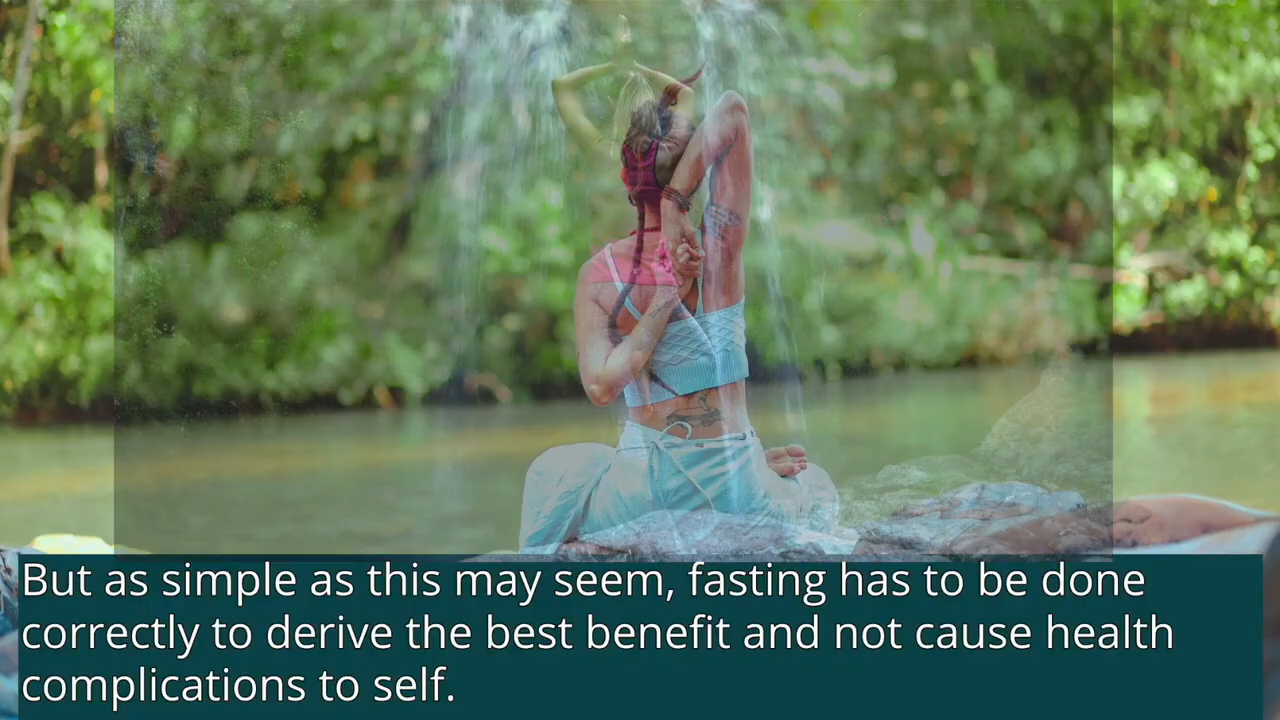 But as simple as this may seem, fasting has to be done
correctly to derive the best benefit and not cause health
complications to self.